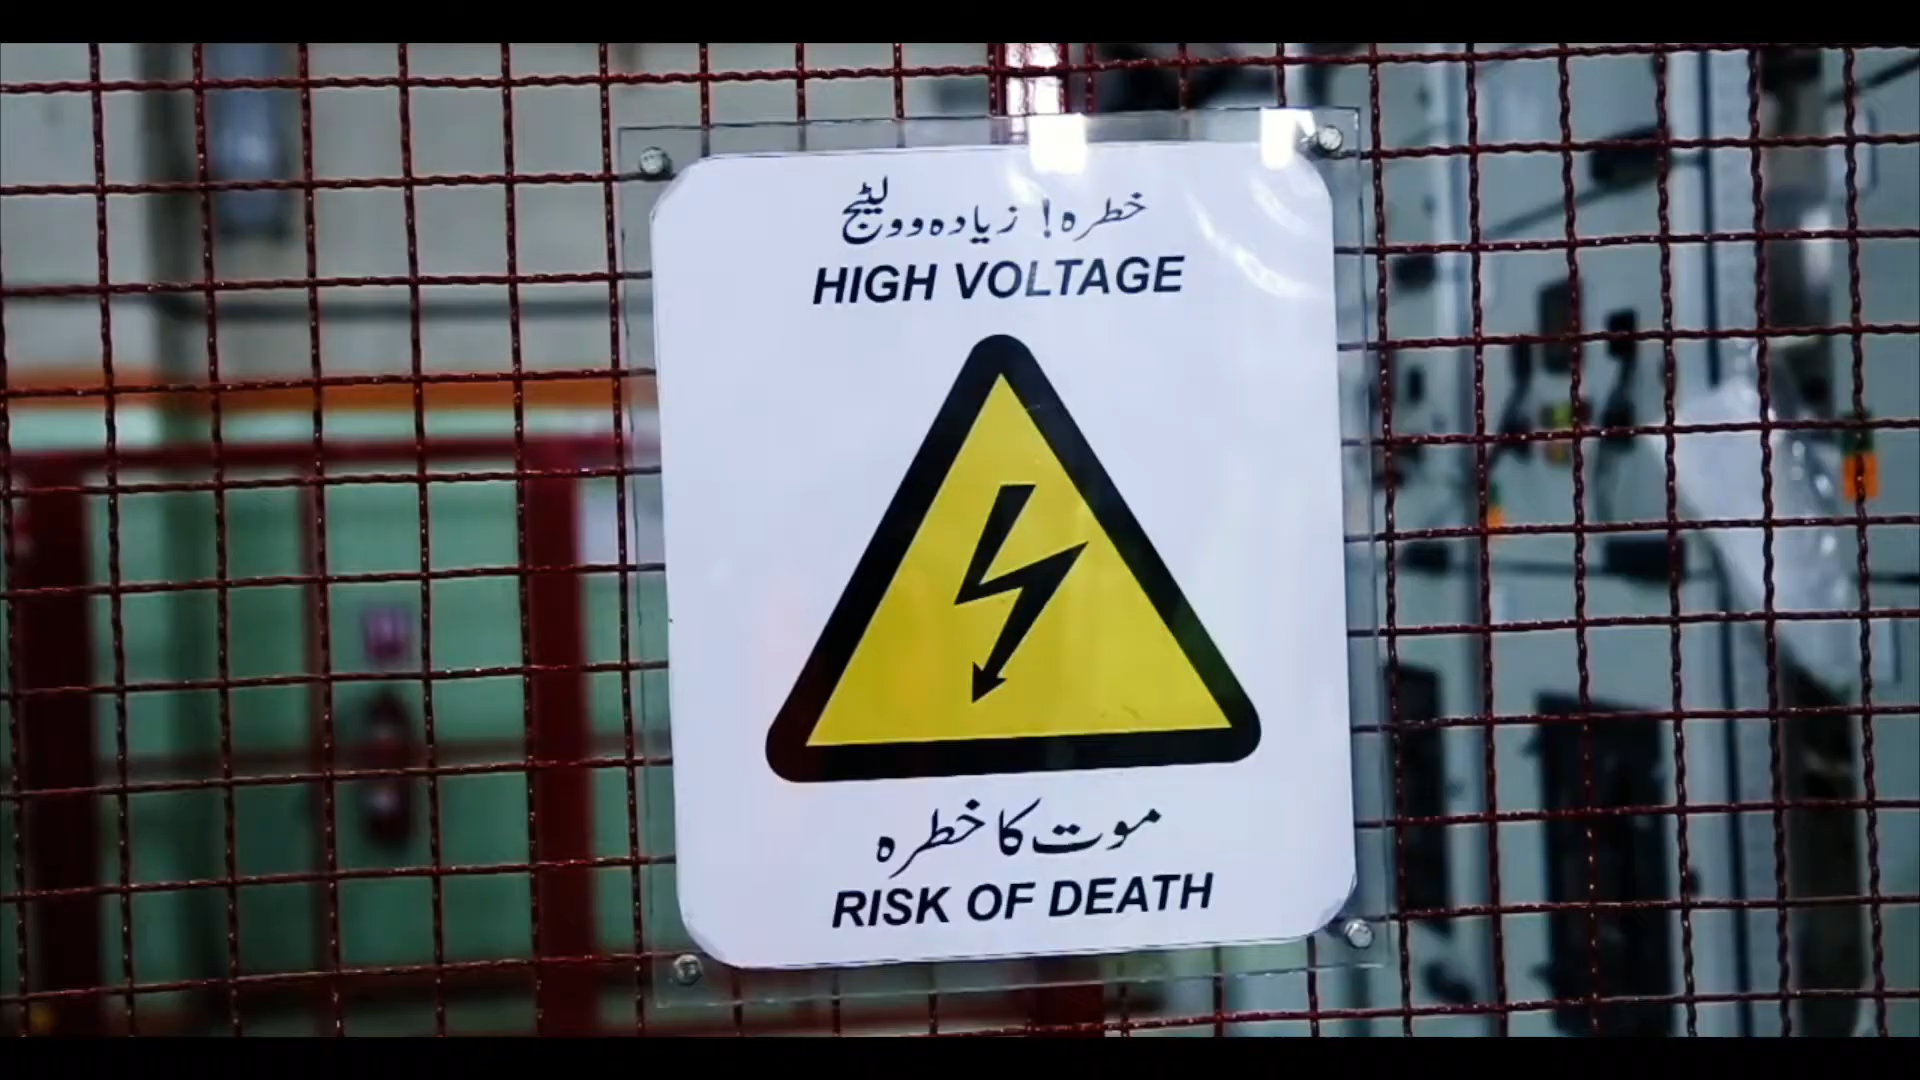 خطرہ! زیادہ وولٹیج
HIGH VOLTAGE
موت کا خطرہ
RISK OF DEATH